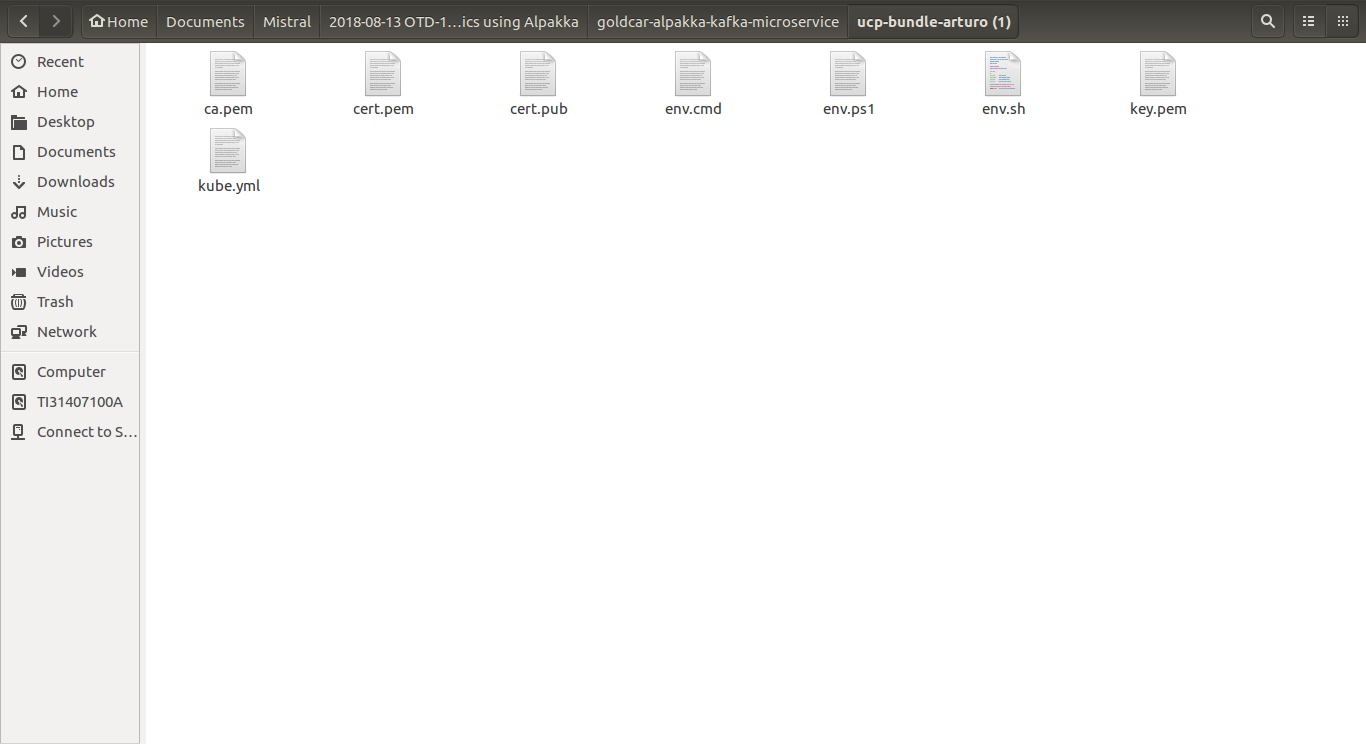 Home Documents Mistral 2018-08-13 OTD-1...ics using Alpakka goldcar-alpakka-kafka-microservice ucp-bundle-arturo (1)
Recent
Home
Desktop
Documents
Downloads
Music
Pictures
Videos
Trash
Network
Computer
TI31407100A
Connect to S...
ca.pem cert.pem cert.pub env.cmd env.ps1 env.sh key.pem
kube.yml